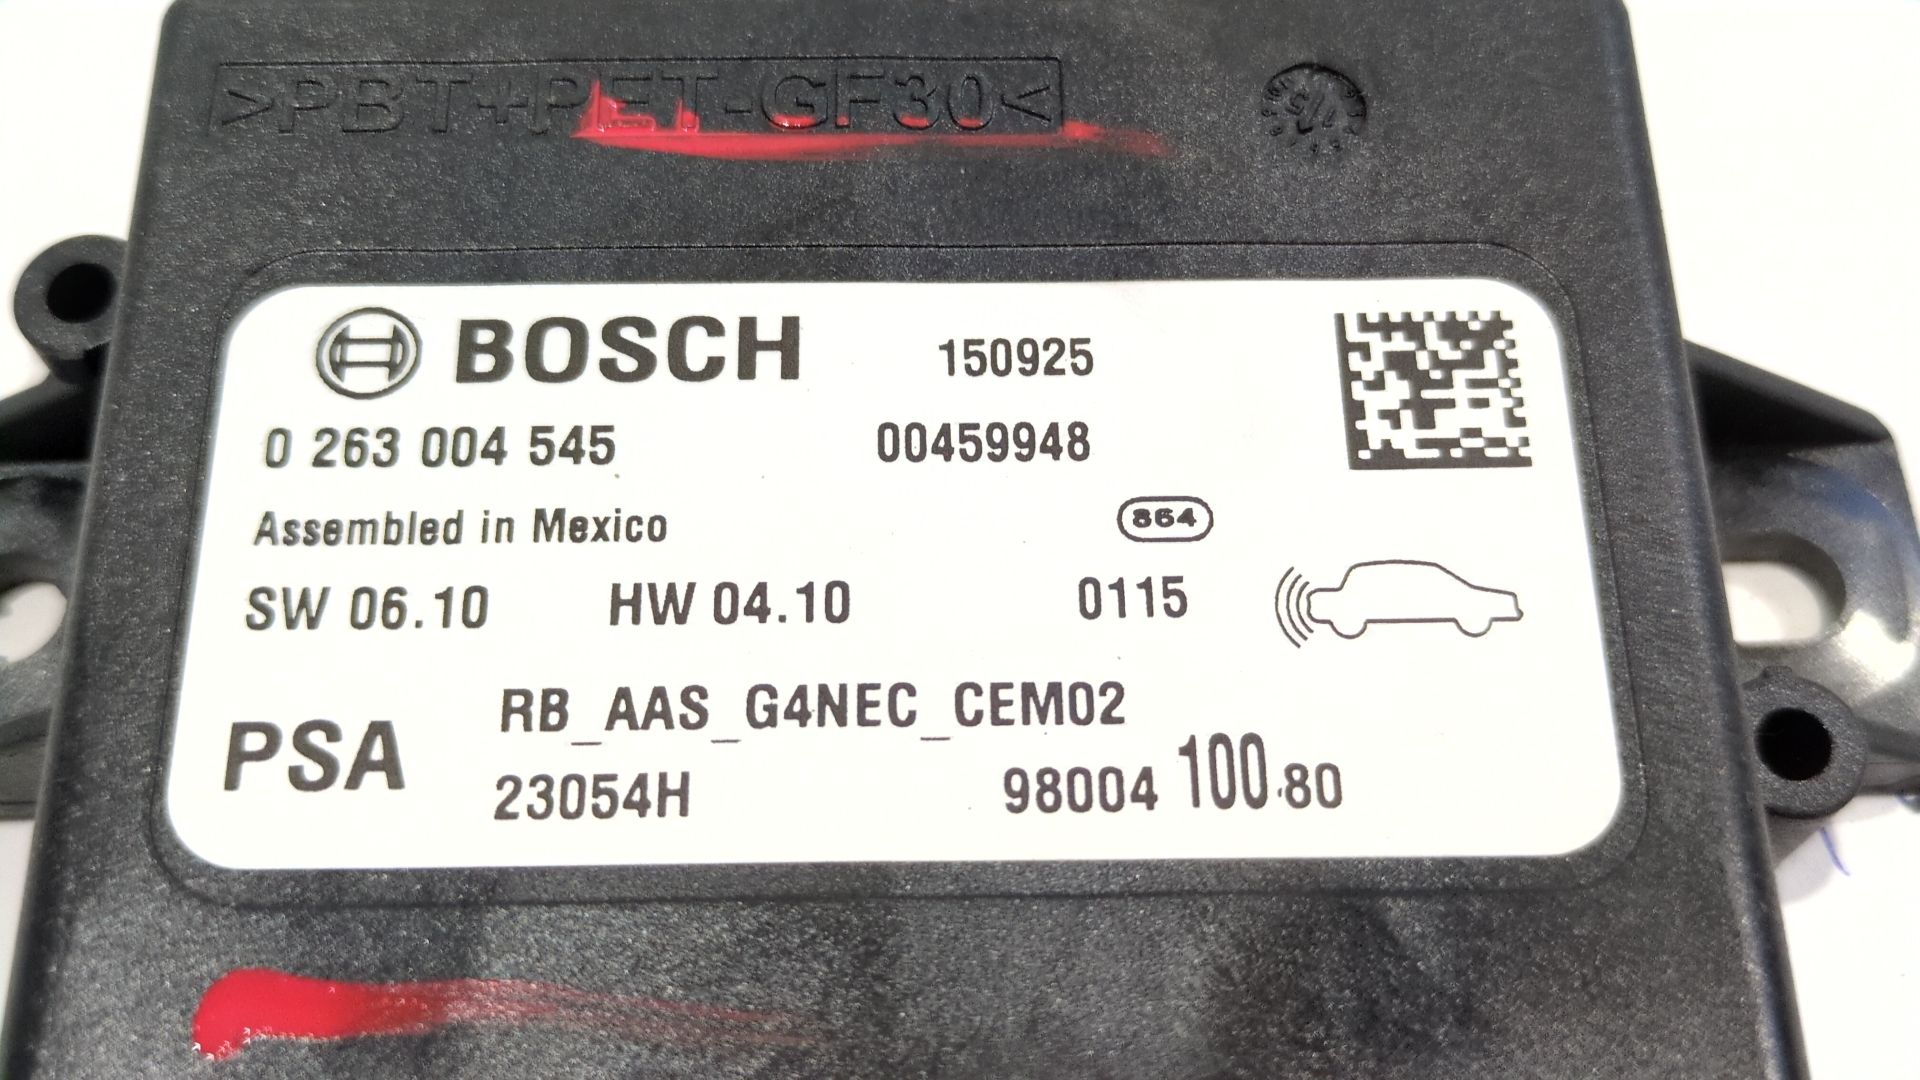 >PBT+PET-GF30<
BOSCH 150925
0 263 004 545 00459948
Assembled in Mexico 864
SW 06.10 HW 04.10 0115
RB_AAS_G4NEC_CEM02
PSA
23054H 98004 100 80